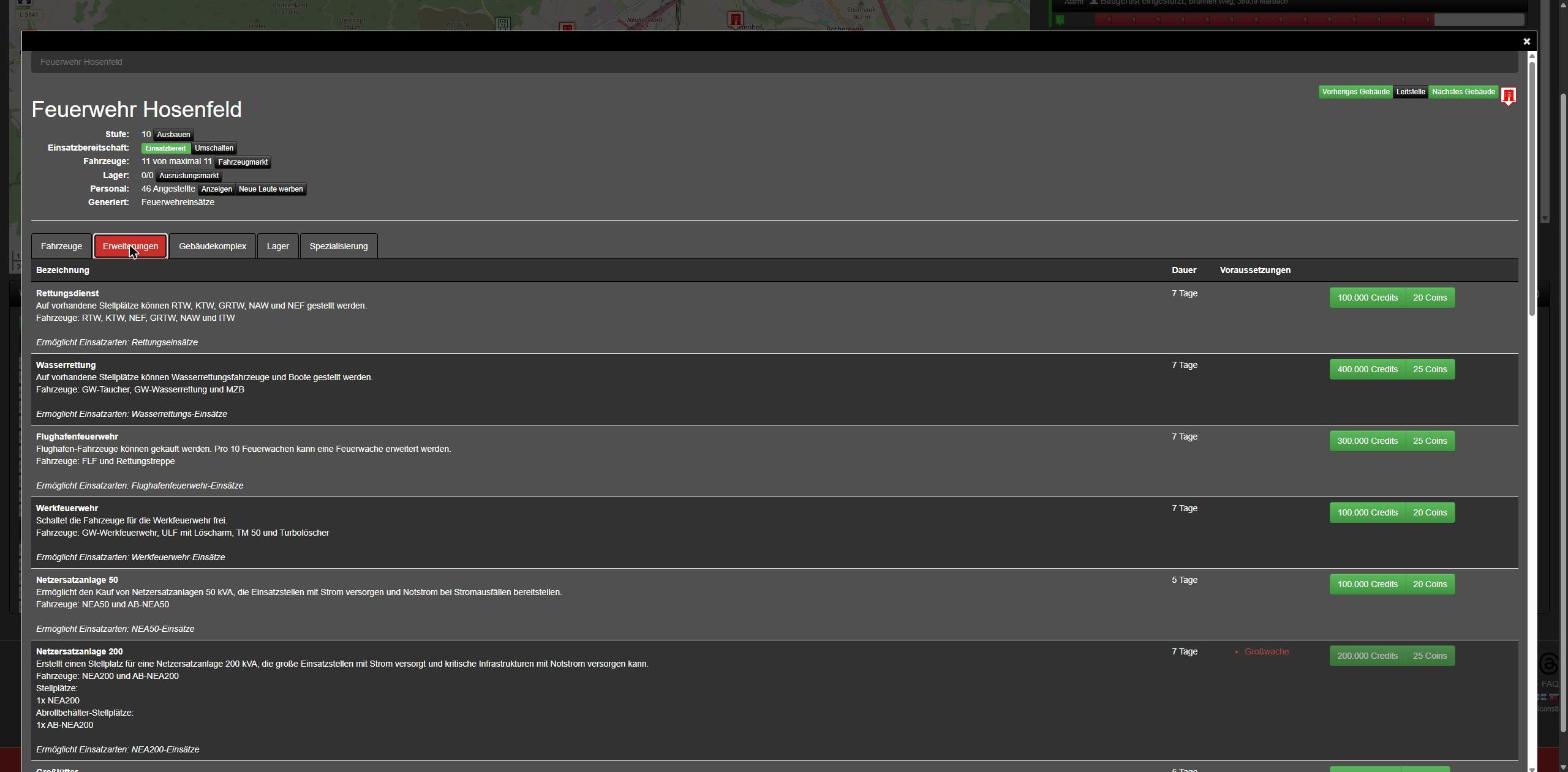 L 3141
Baugerüst eingestürzt, Brunnen Weg, 36039 Marbach
×
Feuerwehr Hosenfeld
Feuerwehr Hosenfeld
Vorheriges Gebäude Leitstelle Nächstes Gebäude
Stufe: 10 Ausbauen
Einsatzbereitschaft: Einsatzbereit Umschalten
Fahrzeuge: 11 von maximal 11 Fahrzeugmarkt
Lager: 0/0 Ausrüstungsmarkt
Personal: 46 Angestellte Anzeigen Neue Leute werben
Generiert: Feuerwehreinsätze
Fahrzeuge Erweiterungen Gebäudekomplex Lager Spezialisierung
Bezeichnung Dauer Voraussetzungen
Rettungsdienst 7 Tage 100.000 Credits 20 Coins
Auf vorhandene Stellplätze können RTW, KTW, GRTW, NAW und NEF gestellt werden.
Fahrzeuge: RTW, KTW, NEF, GRTW, NAW und ITW
Ermöglicht Einsatzarten: Rettungseinsätze
Wasserrettung 7 Tage 400.000 Credits 25 Coins
Auf vorhandene Stellplätze können Wasserrettungsfahrzeuge und Boote gestellt werden.
Fahrzeuge: GW-Taucher, GW-Wasserrettung und MZB
Ermöglicht Einsatzarten: Wasserrettungs-Einsätze
Flughafenfeuerwehr 7 Tage 300.000 Credits 25 Coins
Flughafen-Fahrzeuge können gekauft werden. Pro 10 Feuerwachen kann eine Feuerwache erweitert werden.
Fahrzeuge: FLF und Rettungstreppe
Ermöglicht Einsatzarten: Flughafenfeuerwehr-Einsätze
Werkfeuerwehr 7 Tage 100.000 Credits 20 Coins
Schaltet die Fahrzeuge für die Werkfeuerwehr frei.
Fahrzeuge: GW-Werkfeuerwehr, ULF mit Löscharm, TM 50 und Turbolöscher
Ermöglicht Einsatzarten: Werkfeuerwehr-Einsätze
Netzersatzanlage 50 5 Tage 100.000 Credits 20 Coins
Ermöglicht den Kauf von Netzersatzanlagen 50 kVA, die Einsatzstellen mit Strom versorgen und Notstrom bei Stromausfällen bereitstellen.
Fahrzeuge: NEA50 und AB-NEA50
Ermöglicht Einsatzarten: NEA50-Einsätze
Netzersatzanlage 200 7 Tage • Großwache 200.000 Credits 25 Coins
Erstellt einen Stellplatz für eine Netzersatzanlage 200 kVA, die große Einsatzstellen mit Strom versorgt und kritische Infrastrukturen mit Notstrom versorgen kann.
Fahrzeuge: NEA200 und AB-NEA200
Stellplätze:
1x NEA200
Abrollbehälter-Stellplätze:
1x AB-NEA200
Ermöglicht Einsatzarten: NEA200-Einsätze
Großlüfter 5 Tage
FAQ